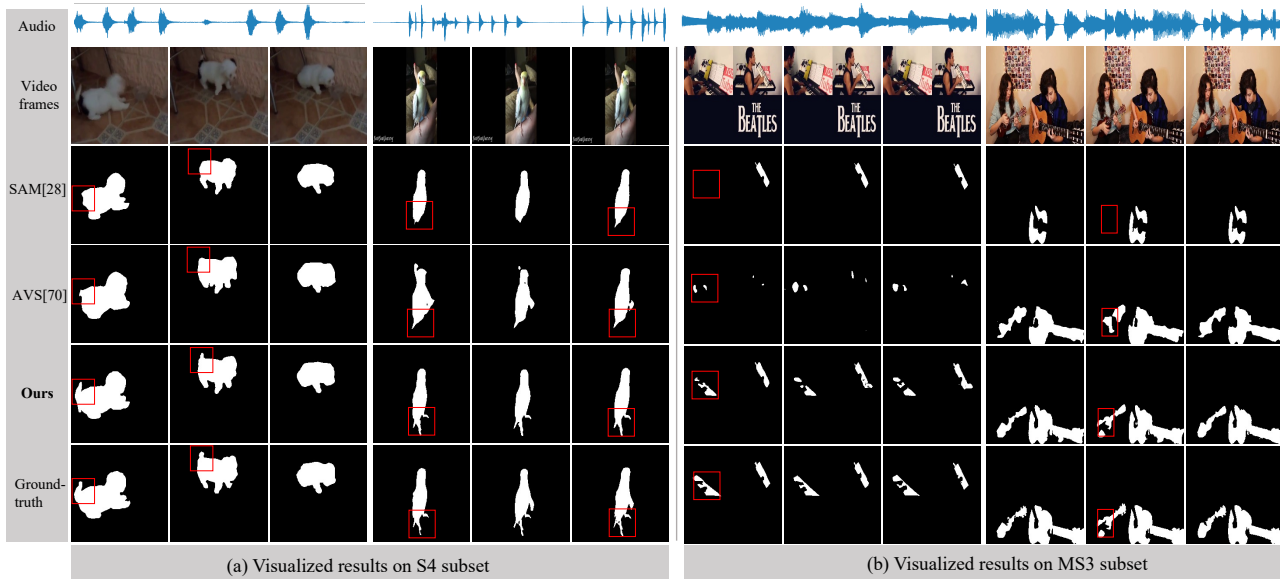 Audio
Video
frames
THE
BEATLES
THE
BEATLES
THE
BEATLES
SAM[28]
AVS[70]
Ours
Ground-
truth
(a) Visualized results on S4 subset
(b) Visualized results on MS3 subset